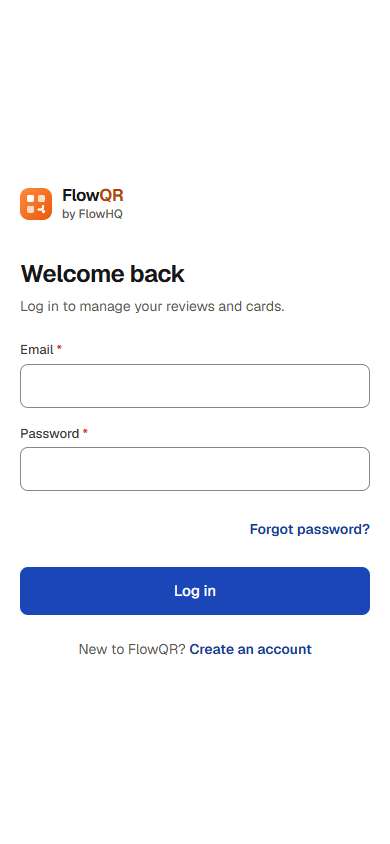 FlowQR
by FlowHQ
Welcome back
Log in to manage your reviews and cards.
Email *
Password *
Forgot password?
Log in
New to FlowQR? Create an account